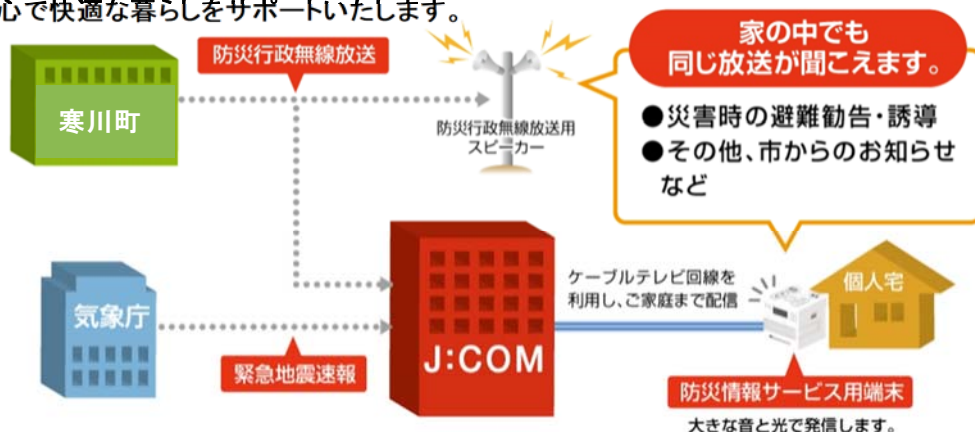 心で快適な暮らしをサポートいたします。
防災行政無線放送
寒川町
防災行政無線放送用
スピーカー
家の中でも
同じ放送が聞こえます。
●災害時の避難勧告・誘導
●その他、市からのお知らせ
など
気象庁
緊急地震速報
J:COM
ケーブルテレビ回線を
利用し、ご家庭まで配信
個人宅
防災情報サービス用端末
大きな音と光で発信します。